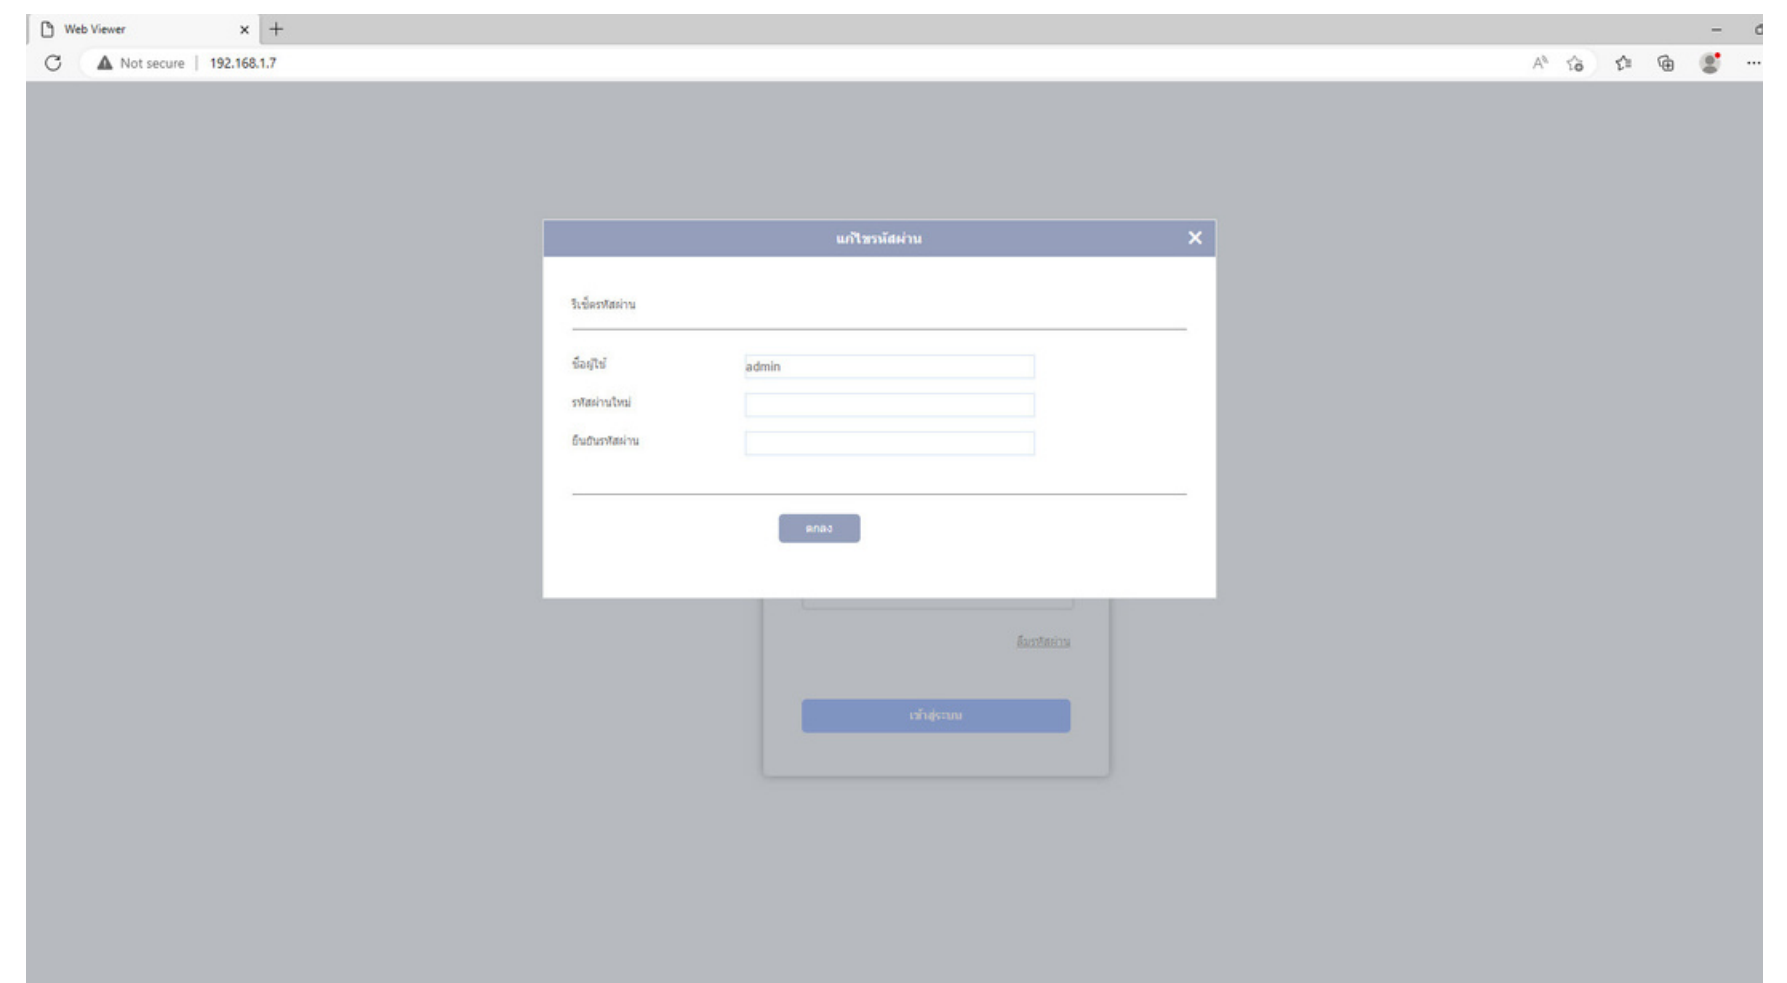 Web Viewer
Not secure | 192.168.1.7
แก้ไขรหัสผ่าน
รีเซ็ตรหัสผ่าน
ชื่อผู้ใช้ admin
รหัสผ่านใหม่
ยืนยันรหัสผ่าน
ตกลง
ลืมรหัสผ่าน
เข้าสู่ระบบ